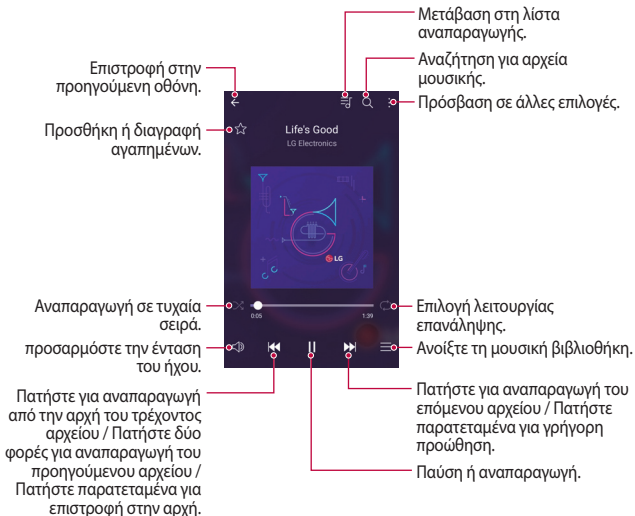 Μετάβαση στη λίστα
αναπαραγωγής.
Αναζήτηση για αρχεία
μουσικής.
Πρόσβαση σε άλλες επιλογές.
Επιστροφή στην
προηγούμενη οθόνη.
Προσθήκη ή διαγραφή
αγαπημένων.
Life's Good
LG Electronics
LG
0:05
1:39
Αναπαραγωγή σε τυχαία
σειρά.
προσαρμόστε την ένταση
του ήχου.
Πατήστε για αναπαραγωγή
από την αρχή του τρέχοντος
αρχείου / Πατήστε δύο
φορές για αναπαραγωγή του
προηγούμενου αρχείου /
Πατήστε παρατεταμένα για
επιστροφή στην αρχή.
Επιλογή λειτουργίας
επανάληψης.
Ανοίξτε τη μουσική βιβλιοθήκη.
Πατήστε για αναπαραγωγή του
επόμενου αρχείου / Πατήστε
παρατεταμένα για γρήγορη
προώθηση.
Παύση ή αναπαραγωγή.